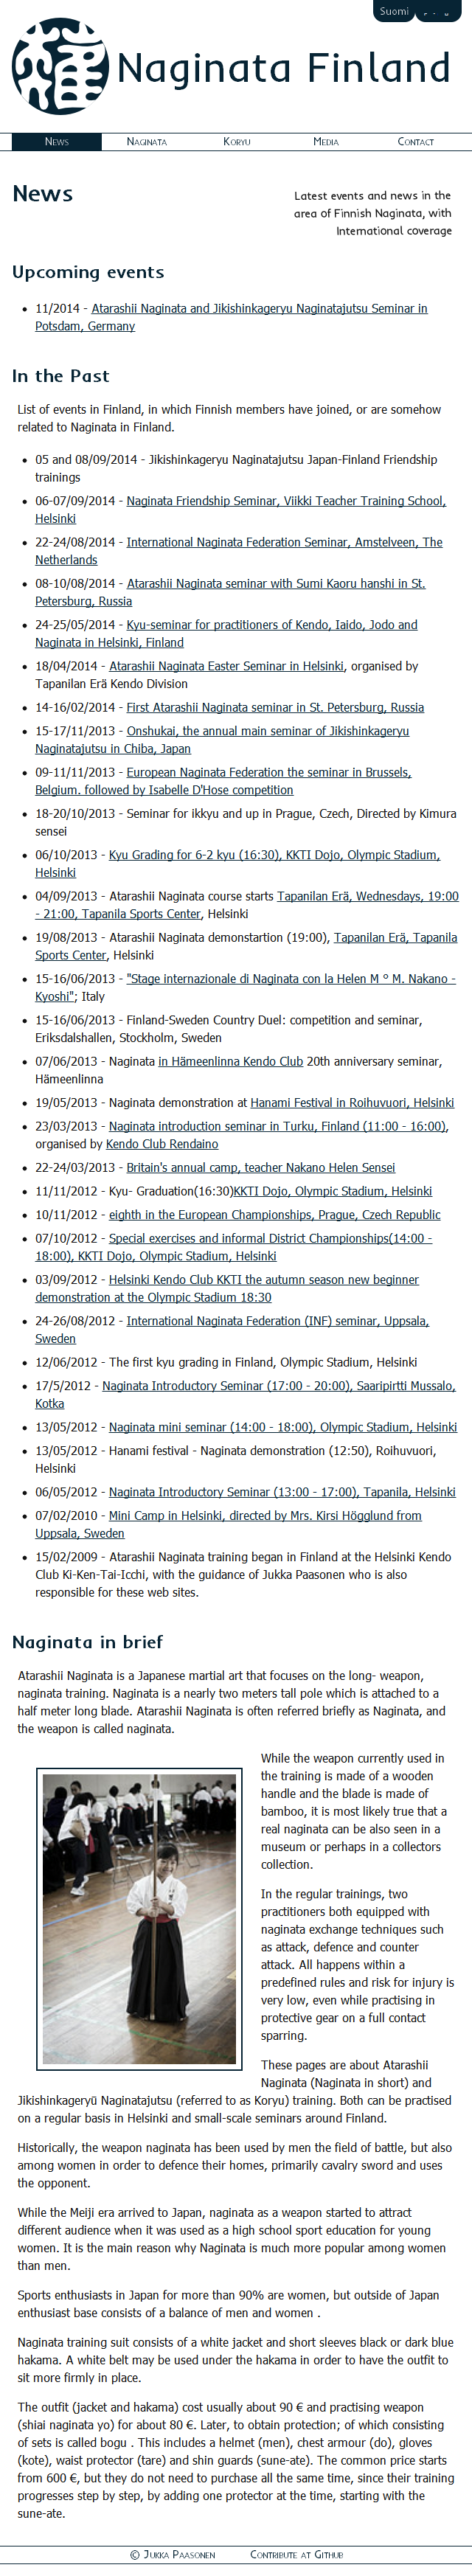 Suomi
Naginata Finland
News Naginata Koryu Media Contact
News
Latest events and news in the
area of Finnish Naginata, with
International coverage
Upcoming events
• 11/2014 - Atarashii Naginata and Jikishinkageryu Naginatajutsu Seminar in
Potsdam, Germany
In the Past
List of events in Finland, in which Finnish members have joined, or are somehow
related to Naginata in Finland.
• 05 and 08/09/2014 - Jikishinkageryu Naginatajutsu Japan-Finland Friendship
trainings
• 06-07/09/2014 - Naginata Friendship Seminar, Viikki Teacher Training School,
Helsinki
• 22-24/08/2014 - International Naginata Federation Seminar, Amstelveen, The
Netherlands
• 08-10/08/2014 - Atarashii Naginata seminar with Sumi Kaoru hanshi in St.
Petersburg, Russia
• 24-25/05/2014 - Kyu-seminar for practitioners of Kendo, Iaido, Jodo and
Naginata in Helsinki, Finland
• 18/04/2014 - Atarashii Naginata Easter Seminar in Helsinki, organised by
Tapanilan Erä Kendo Division
• 14-16/02/2014 - First Atarashii Naginata seminar in St. Petersburg, Russia
• 15-17/11/2013 - Onshukai, the annual main seminar of Jikishinkageryu
Naginatajutsu in Chiba, Japan
• 09-11/11/2013 - European Naginata Federation the seminar in Brussels,
Belgium. followed by Isabelle D'Hose competition
• 18-20/10/2013 - Seminar for ikkyu and up in Prague, Czech, Directed by Kimura
sensei
• 06/10/2013 - Kyu Grading for 6-2 kyu (16:30), KKTI Dojo, Olympic Stadium,
Helsinki
• 04/09/2013 - Atarashii Naginata course starts Tapanilan Erä, Wednesdays, 19:00
- 21:00, Tapanila Sports Center, Helsinki
• 19/08/2013 - Atarashii Naginata demonstartion (19:00), Tapanilan Erä, Tapanila
Sports Center, Helsinki
• 15-16/06/2013 - "Stage internazionale di Naginata con la Helen M º M. Nakano -
Kyoshi"; Italy
• 15-16/06/2013 - Finland-Sweden Country Duel: competition and seminar,
Eriksdalshallen, Stockholm, Sweden
• 07/06/2013 - Naginata in Hämeenlinna Kendo Club 20th anniversary seminar,
Hämeenlinna
• 19/05/2013 - Naginata demonstration at Hanami Festival in Roihuvuori, Helsinki
• 23/03/2013 - Naginata introduction seminar in Turku, Finland (11:00 - 16:00),
organised by Kendo Club Rendaino
• 22-24/03/2013 - Britain's annual camp, teacher Nakano Helen Sensei
• 11/11/2012 - Kyu- Graduation(16:30)KKTI Dojo, Olympic Stadium, Helsinki
• 10/11/2012 - eighth in the European Championships, Prague, Czech Republic
• 07/10/2012 - Special exercises and informal District Championships(14:00 -
18:00), KKTI Dojo, Olympic Stadium, Helsinki
• 03/09/2012 - Helsinki Kendo Club KKTI the autumn season new beginner
demonstration at the Olympic Stadium 18:30
• 24-26/08/2012 - International Naginata Federation (INF) seminar, Uppsala,
Sweden
• 12/06/2012 - The first kyu grading in Finland, Olympic Stadium, Helsinki
• 17/5/2012 - Naginata Introductory Seminar (17:00 - 20:00), Saaripirtti Mussalo,
Kotka
• 13/05/2012 - Naginata mini seminar (14:00 - 18:00), Olympic Stadium, Helsinki
• 13/05/2012 - Hanami festival - Naginata demonstration (12:50), Roihuvuori,
Helsinki
• 06/05/2012 - Naginata Introductory Seminar (13:00 - 17:00), Tapanila, Helsinki
• 07/02/2010 - Mini Camp in Helsinki, directed by Mrs. Kirsi Högglund from
Uppsala, Sweden
• 15/02/2009 - Atarashii Naginata training began in Finland at the Helsinki Kendo
Club Ki-Ken-Tai-Icchi, with the guidance of Jukka Paasonen who is also
responsible for these web sites.
Naginata in brief
Atarashii Naginata is a Japanese martial art that focuses on the long- weapon,
naginata training. Naginata is a nearly two meters tall pole which is attached to a
half meter long blade. Atarashii Naginata is often referred briefly as Naginata, and
the weapon is called naginata.
While the weapon currently used in
the training is made of a wooden
handle and the blade is made of
bamboo, it is most likely true that a
real naginata can be also seen in a
museum or perhaps in a collectors
collection.
In the regular trainings, two
practitioners both equipped with
naginata exchange techniques such
as attack, defence and counter
attack. All happens within a
predefined rules and risk for injury is
very low, even while practising in
protective gear on a full contact
sparring.
These pages are about Atarashii
Naginata (Naginata in short) and
Jikishinkageryū Naginatajutsu (referred to as Koryu) training. Both can be practised
on a regular basis in Helsinki and small-scale seminars around Finland.
Historically, the weapon naginata has been used by men the field of battle, but also
among women in order to defence their homes, primarily cavalry sword and uses
the opponent.
While the Meiji era arrived to Japan, naginata as a weapon started to attract
different audience when it was used as a high school sport education for young
women. It is the main reason why Naginata is much more popular among women
than men.
Sports enthusiasts in Japan for more than 90% are women, but outside of Japan
enthusiast base consists of a balance of men and women .
Naginata training suit consists of a white jacket and short sleeves black or dark blue
hakama. A white belt may be used under the hakama in order to have the outfit to
sit more firmly in place.
The outfit (jacket and hakama) cost usually about 90 € and practising weapon
(shiai naginata yo) for about 80 €. Later, to obtain protection; of which consisting
of sets is called bogu . This includes a helmet (men), chest armour (do), gloves
(kote), waist protector (tare) and shin guards (sune-ate). The common price starts
from 600 €, but they do not need to purchase all the same time, since their training
progresses step by step, by adding one protector at the time, starting with the
sune-ate.
© Jukka Paasonen Contribute at Github